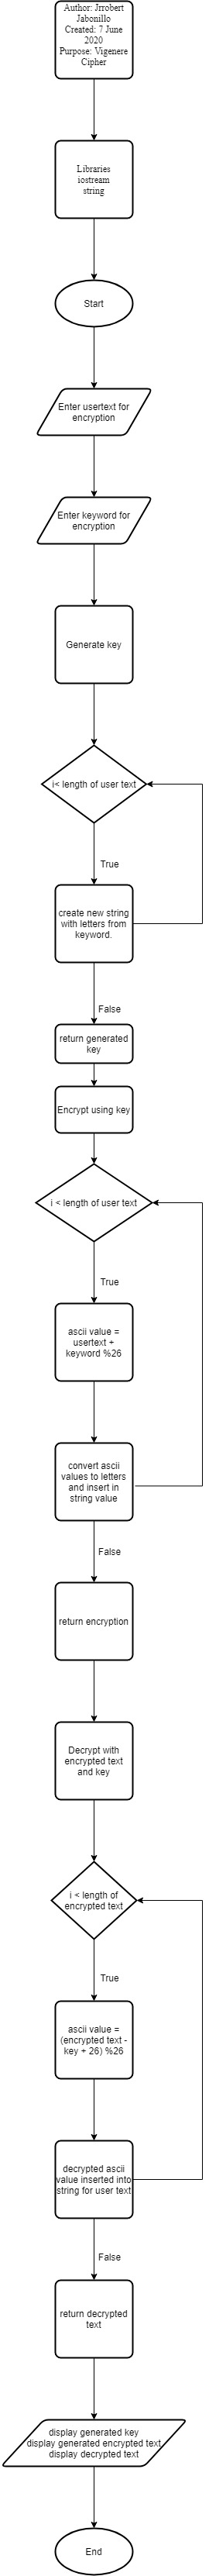 Author: Jrrobert
Jabonillo
Created: 7 June
2020
Purpose: Vigenere
Cipher
Libraries
iostream
string
Start
Enter usertext for
encryption
Enter keyword for
encryption
Generate key
i< length of user text
True
create new string
with letters from
keyword.
False
return generated
key
Encrypt using key
i < length of user text
True
ascii value =
usertext +
keyword %26
convert ascii
values to letters
and insert in
string value
False
return encryption
Decrypt with
encrypted text
and key
i < length of
encrypted text
True
ascii value =
(encrypted text -
key + 26) %26
decrypted ascii
value inserted into
string for user text
False
return decrypted
text
display generated key
display generated encrypted text
display decrypted text
End